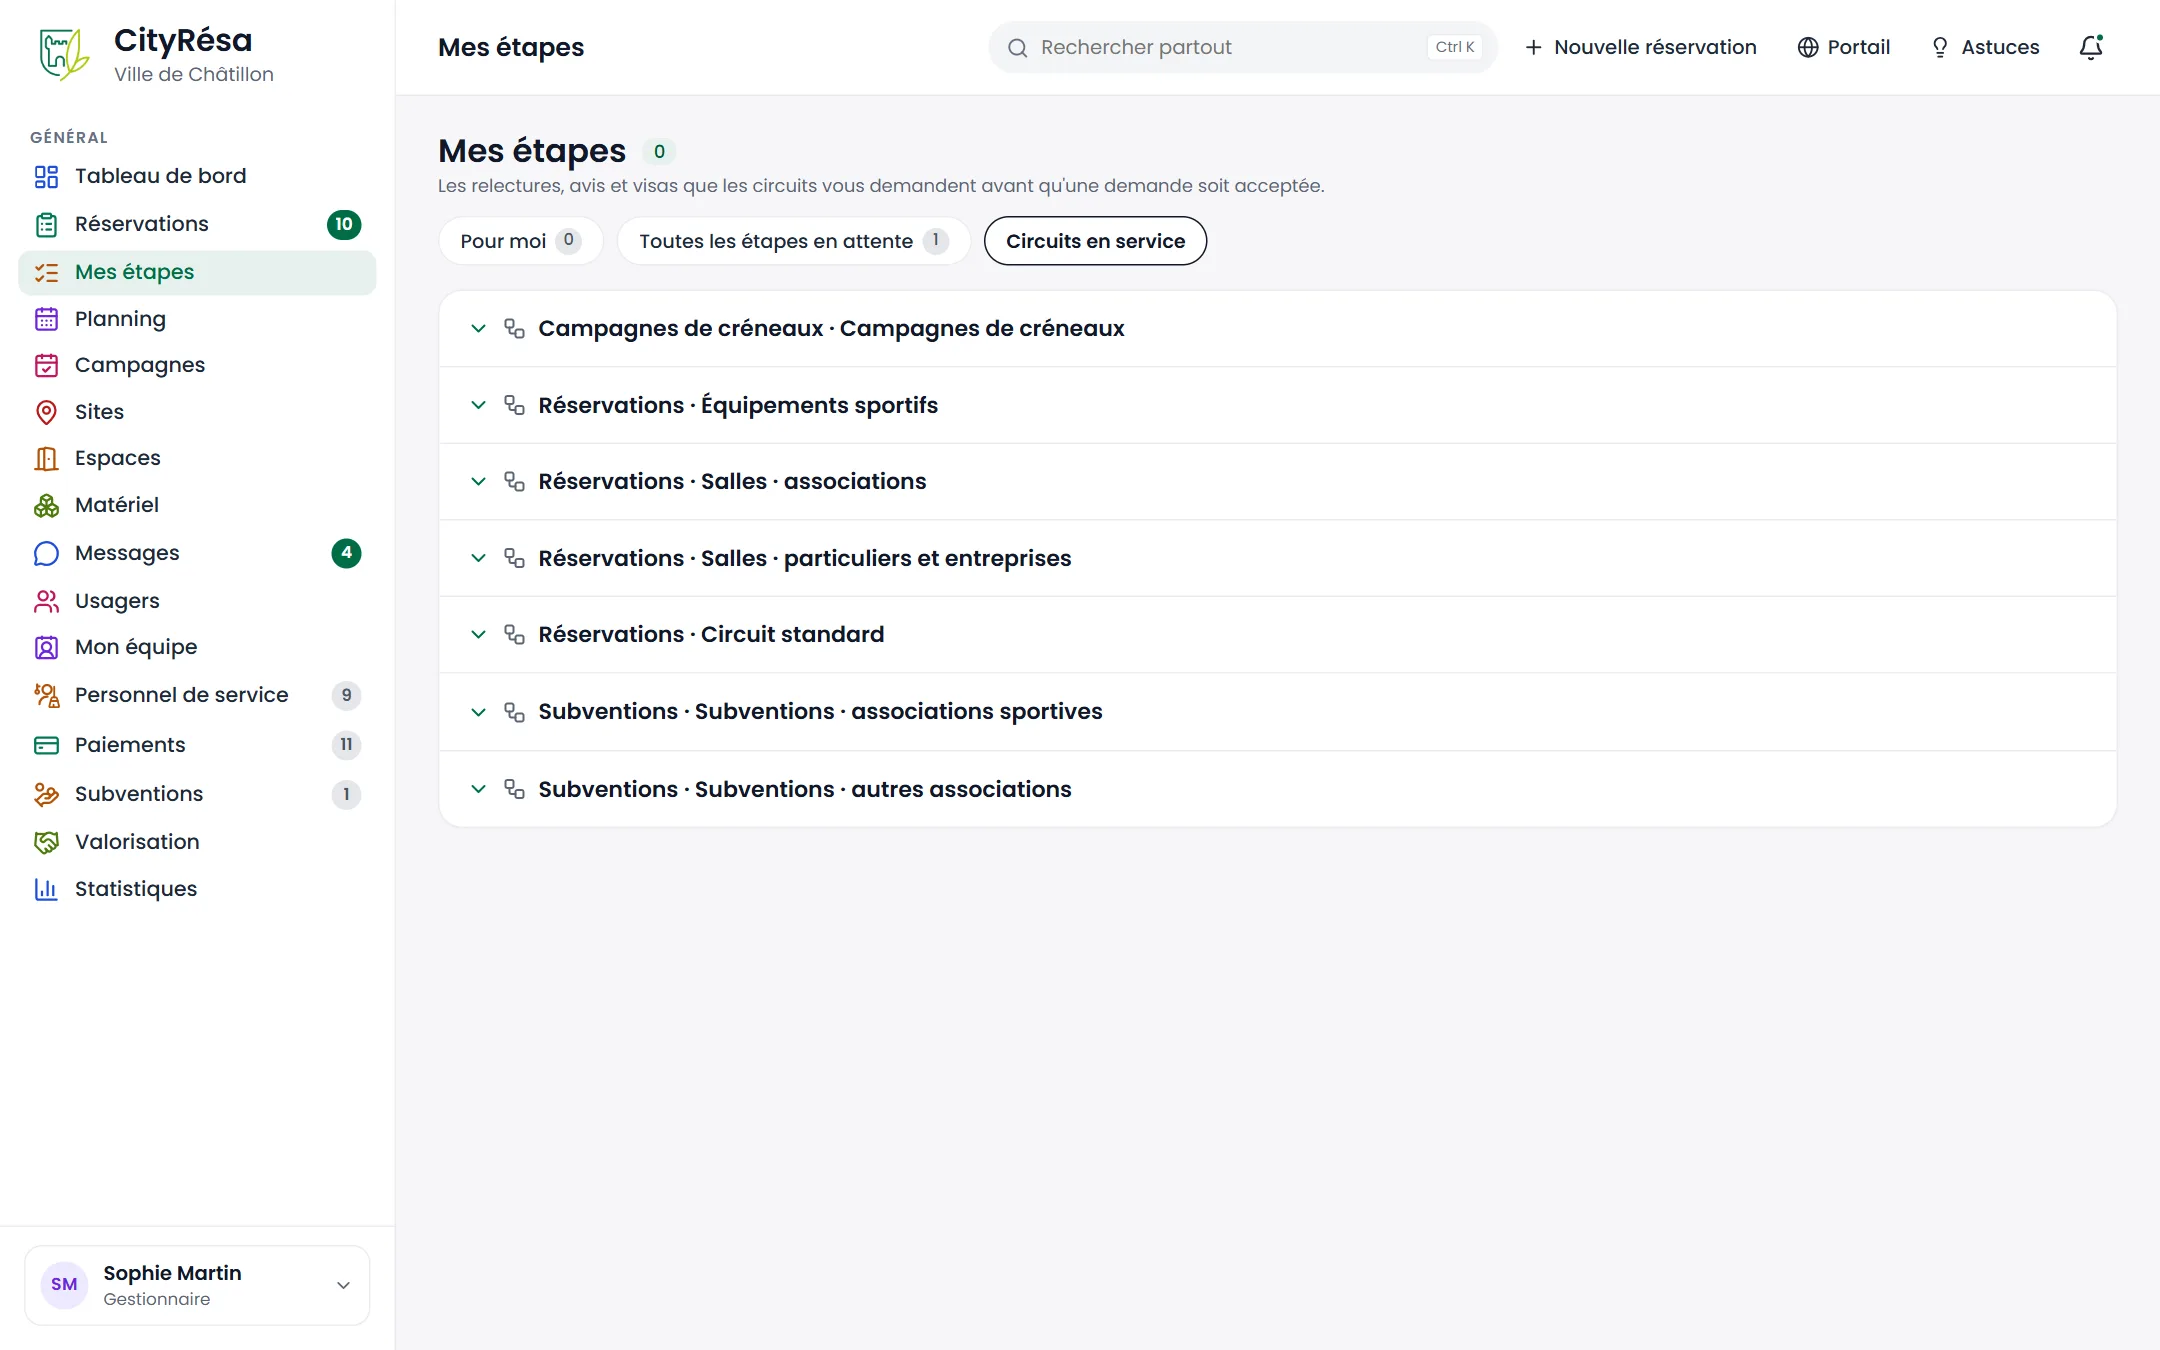 CityRésa
Ville de Châtillon
GÉNÉRAL
Tableau de bord
Réservations 10
Mes étapes
Planning
Campagnes
Sites
Espaces
Matériel
Messages 4
Usagers
Mon équipe
Personnel de service 9
Paiements 11
Subventions 1
Valorisation
Statistiques
SM
Sophie Martin
Gestionnaire
Mes étapes
Rechercher partout Ctrl K
Nouvelle réservation
Portail
Astuces
Mes étapes 0
Les relectures, avis et visas que les circuits vous demandent avant qu'une demande soit acceptée.
Pour moi 0
Toutes les étapes en attente 1
Circuits en service
Campagnes de créneaux · Campagnes de créneaux
Réservations · Équipements sportifs
Réservations · Salles · associations
Réservations · Salles · particuliers et entreprises
Réservations · Circuit standard
Subventions · Subventions · associations sportives
Subventions · Subventions · autres associations